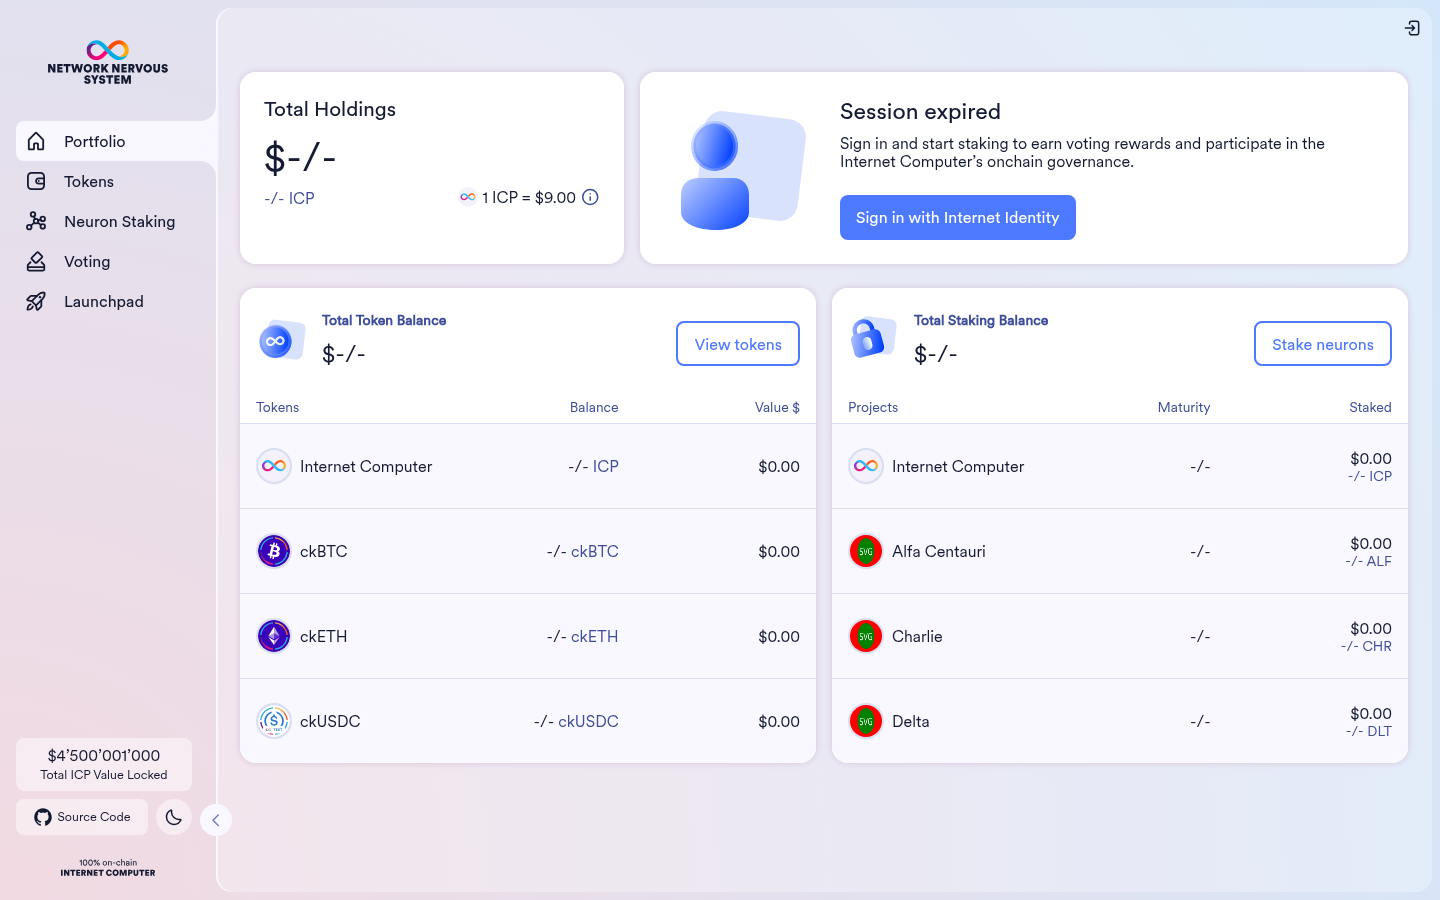 NETWORK NERVOUS
SYSTEM
Portfolio
Tokens
Neuron Staking
Voting
Launchpad
$4’500’001’000
Total ICP Value Locked
Source Code
100% on-chain
INTERNET COMPUTER
Total Holdings
$-/-
-/- ICP
1 ICP = $9.00
Session expired
Sign in and start staking to earn voting rewards and participate in the
Internet Computer’s onchain governance.
Sign in with Internet Identity
Total Token Balance
$-/-
View tokens
Tokens Balance Value $
Internet Computer -/- ICP $0.00
ckBTC -/- ckBTC $0.00
ckETH -/- ckETH $0.00
ckUSDC -/- ckUSDC $0.00
Total Staking Balance
$-/-
Stake neurons
Projects Maturity Staked
Internet Computer -/- $0.00
-/- ICP
SVG Alfa Centauri -/- $0.00
-/- ALF
SVG Charlie -/- $0.00
-/- CHR
SVG Delta -/- $0.00
-/- DLT